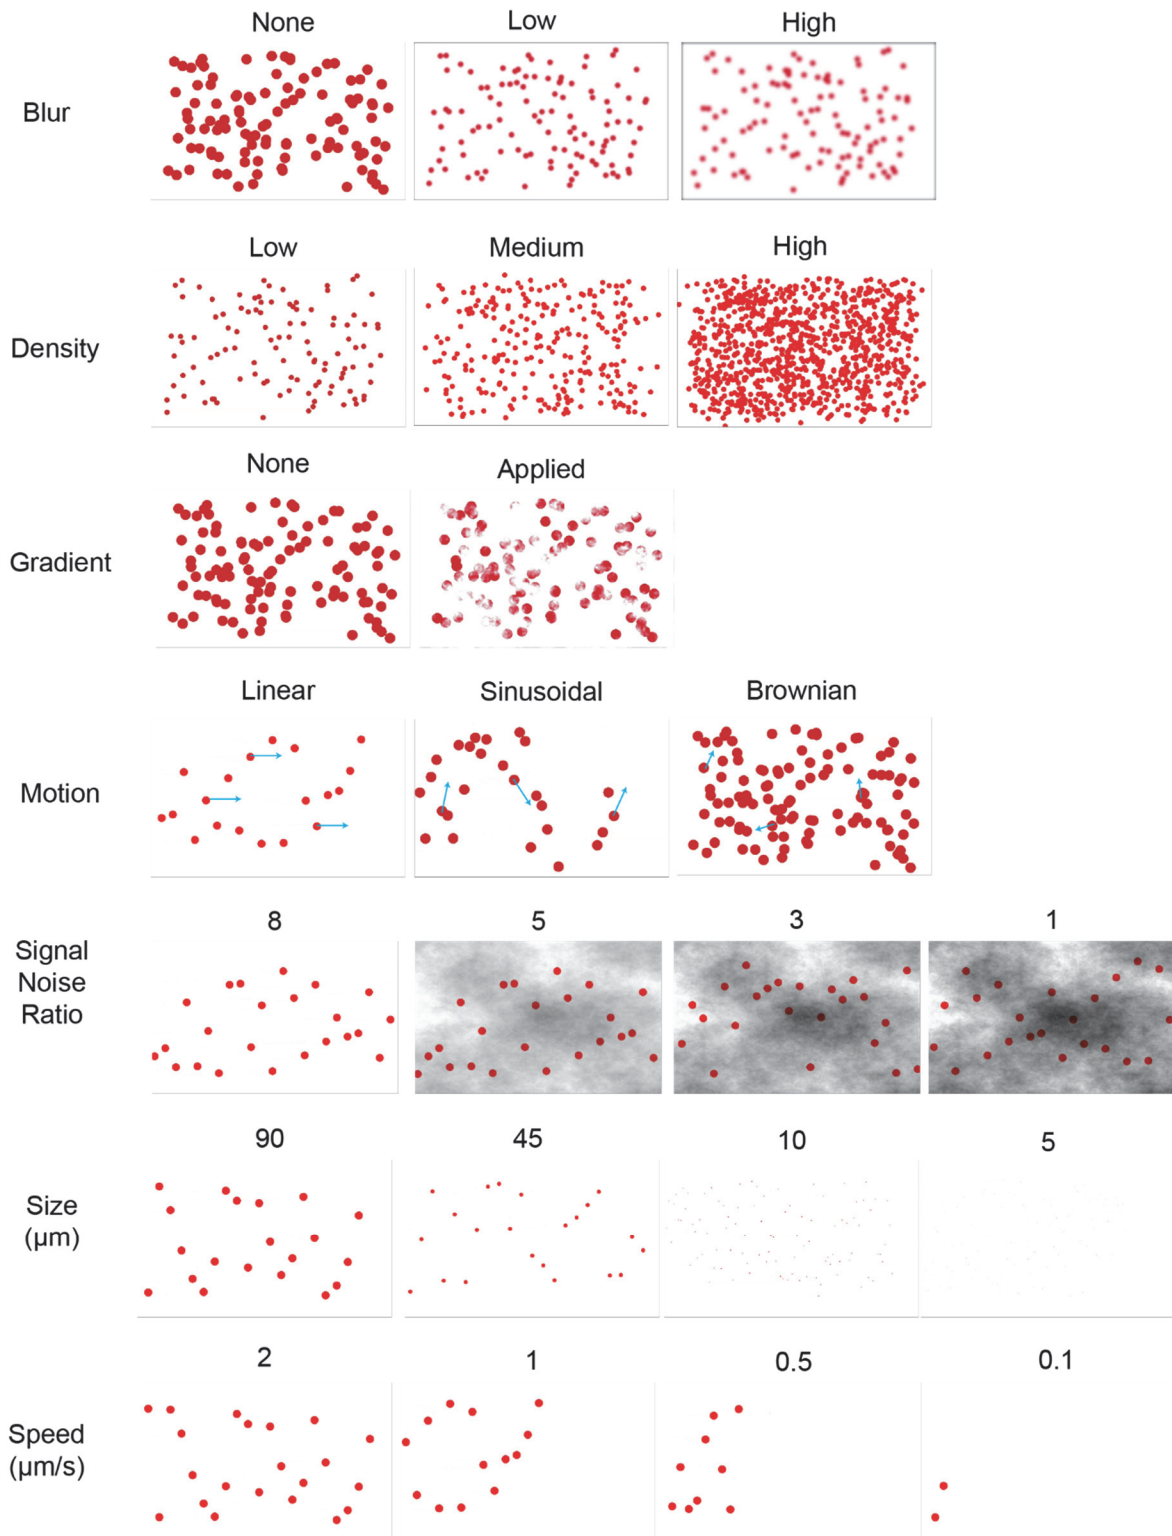 None Low High
Blur
Low Medium High
Density
None Applied
Gradient
Linear Sinusoidal Brownian
Motion
8 5 3 1
Signal
Noise
Ratio
90 45 10 5
Size
(μm)
2 1 0.5 0.1
Speed
(μm/s)